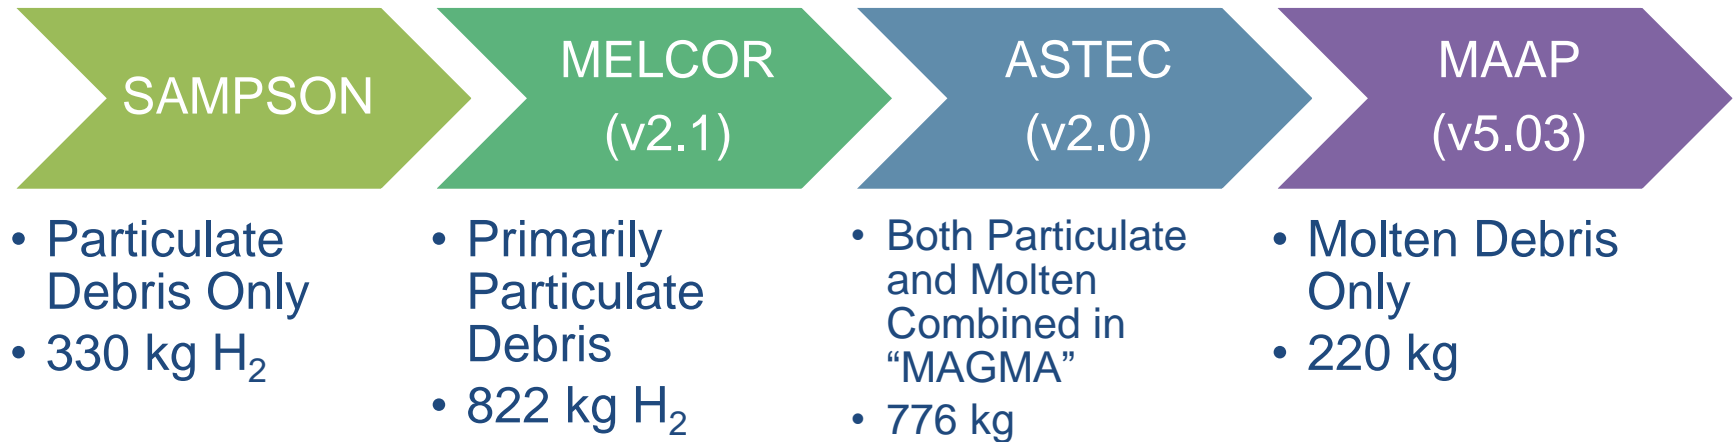 SAMPSON
• Particulate
Debris Only
• 330 kg H₂
MELCOR
(v2.1)
• Primarily
Particulate
Debris
• 822 kg H₂
ASTEC
(v2.0)
• Both Particulate
and Molten
Combined in
“MAGMA”
• 776 kg
MAAP
(v5.03)
• Molten Debris
Only
• 220 kg